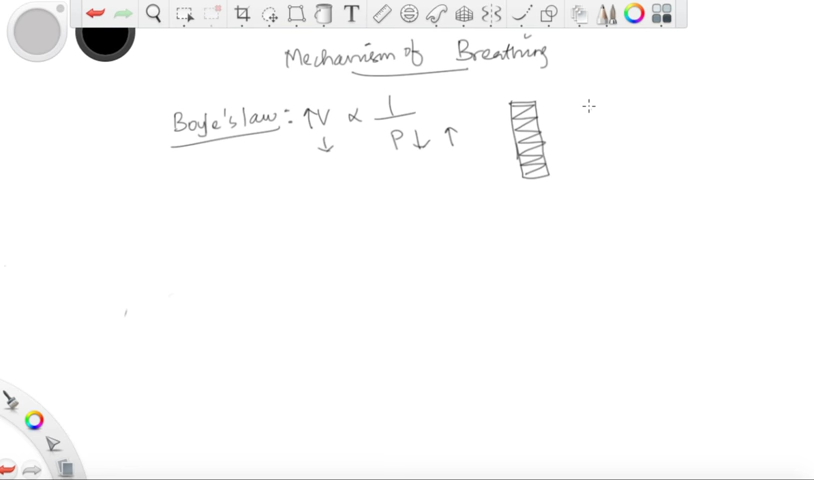 Mechanism of Breathing
Boyle's law : ↑V ∝ 1/P ↓ ↑
↓